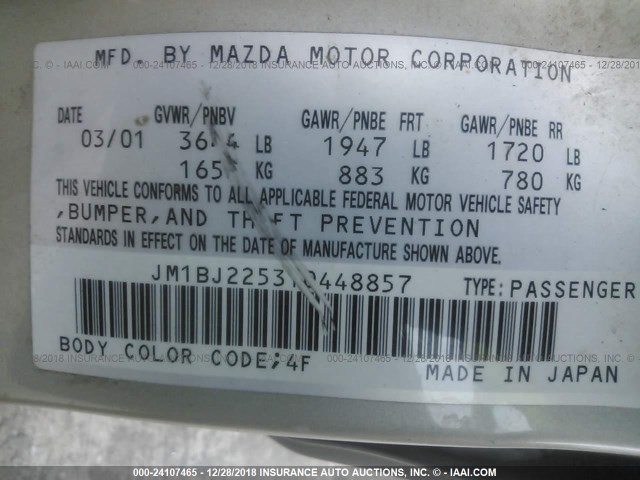 MFD. BY MAZDA MOTOR CORPORATION
DATE GVWR/PNBV GAWR/PNBE FRT GAWR/PNBE RR
03/01 LB 1947 LB 1720 LB
KG 883 KG 780 KG
THIS VEHICLE CONFORMS TO ALL APPLICABLE FEDERAL MOTOR VEHICLE SAFETY
,BUMPER,AND THEFT PREVENTION
STANDARDS IN EFFECT ON THE DATE OF MANUFACTURE SHOWN ABOVE.
TYPE: PASSENGER
BODY COLOR CODE;4F
MADE IN JAPAN
000-24107465 - 12/28/2018 INSURANCE AUTO AUCTIONS, INC. - © - IAAI.COM